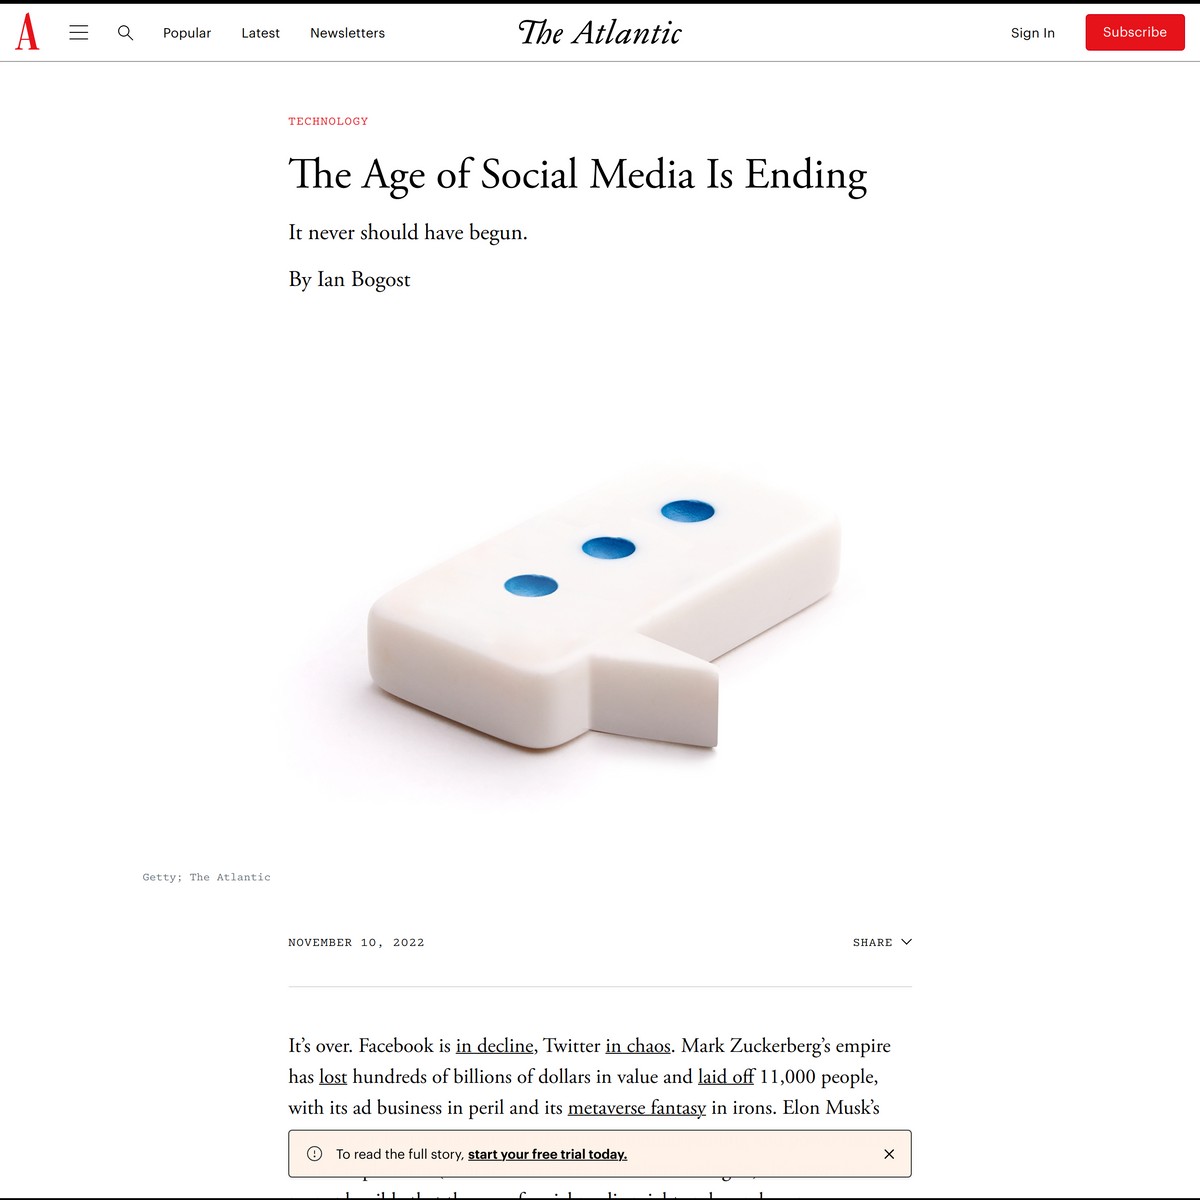 A
Popular
Latest
Newsletters
The Atlantic
Sign In
Subscribe
TECHNOLOGY
The Age of Social Media Is Ending
It never should have begun.
By Ian Bogost
Getty; The Atlantic
NOVEMBER 10, 2022
SHARE
It’s over. Facebook is in decline, Twitter in chaos. Mark Zuckerberg’s empire
has lost hundreds of billions of dollars in value and laid off 11,000 people,
with its ad business in peril and its metaverse fantasy in irons. Elon Musk’s
To read the full story, start your free trial today.